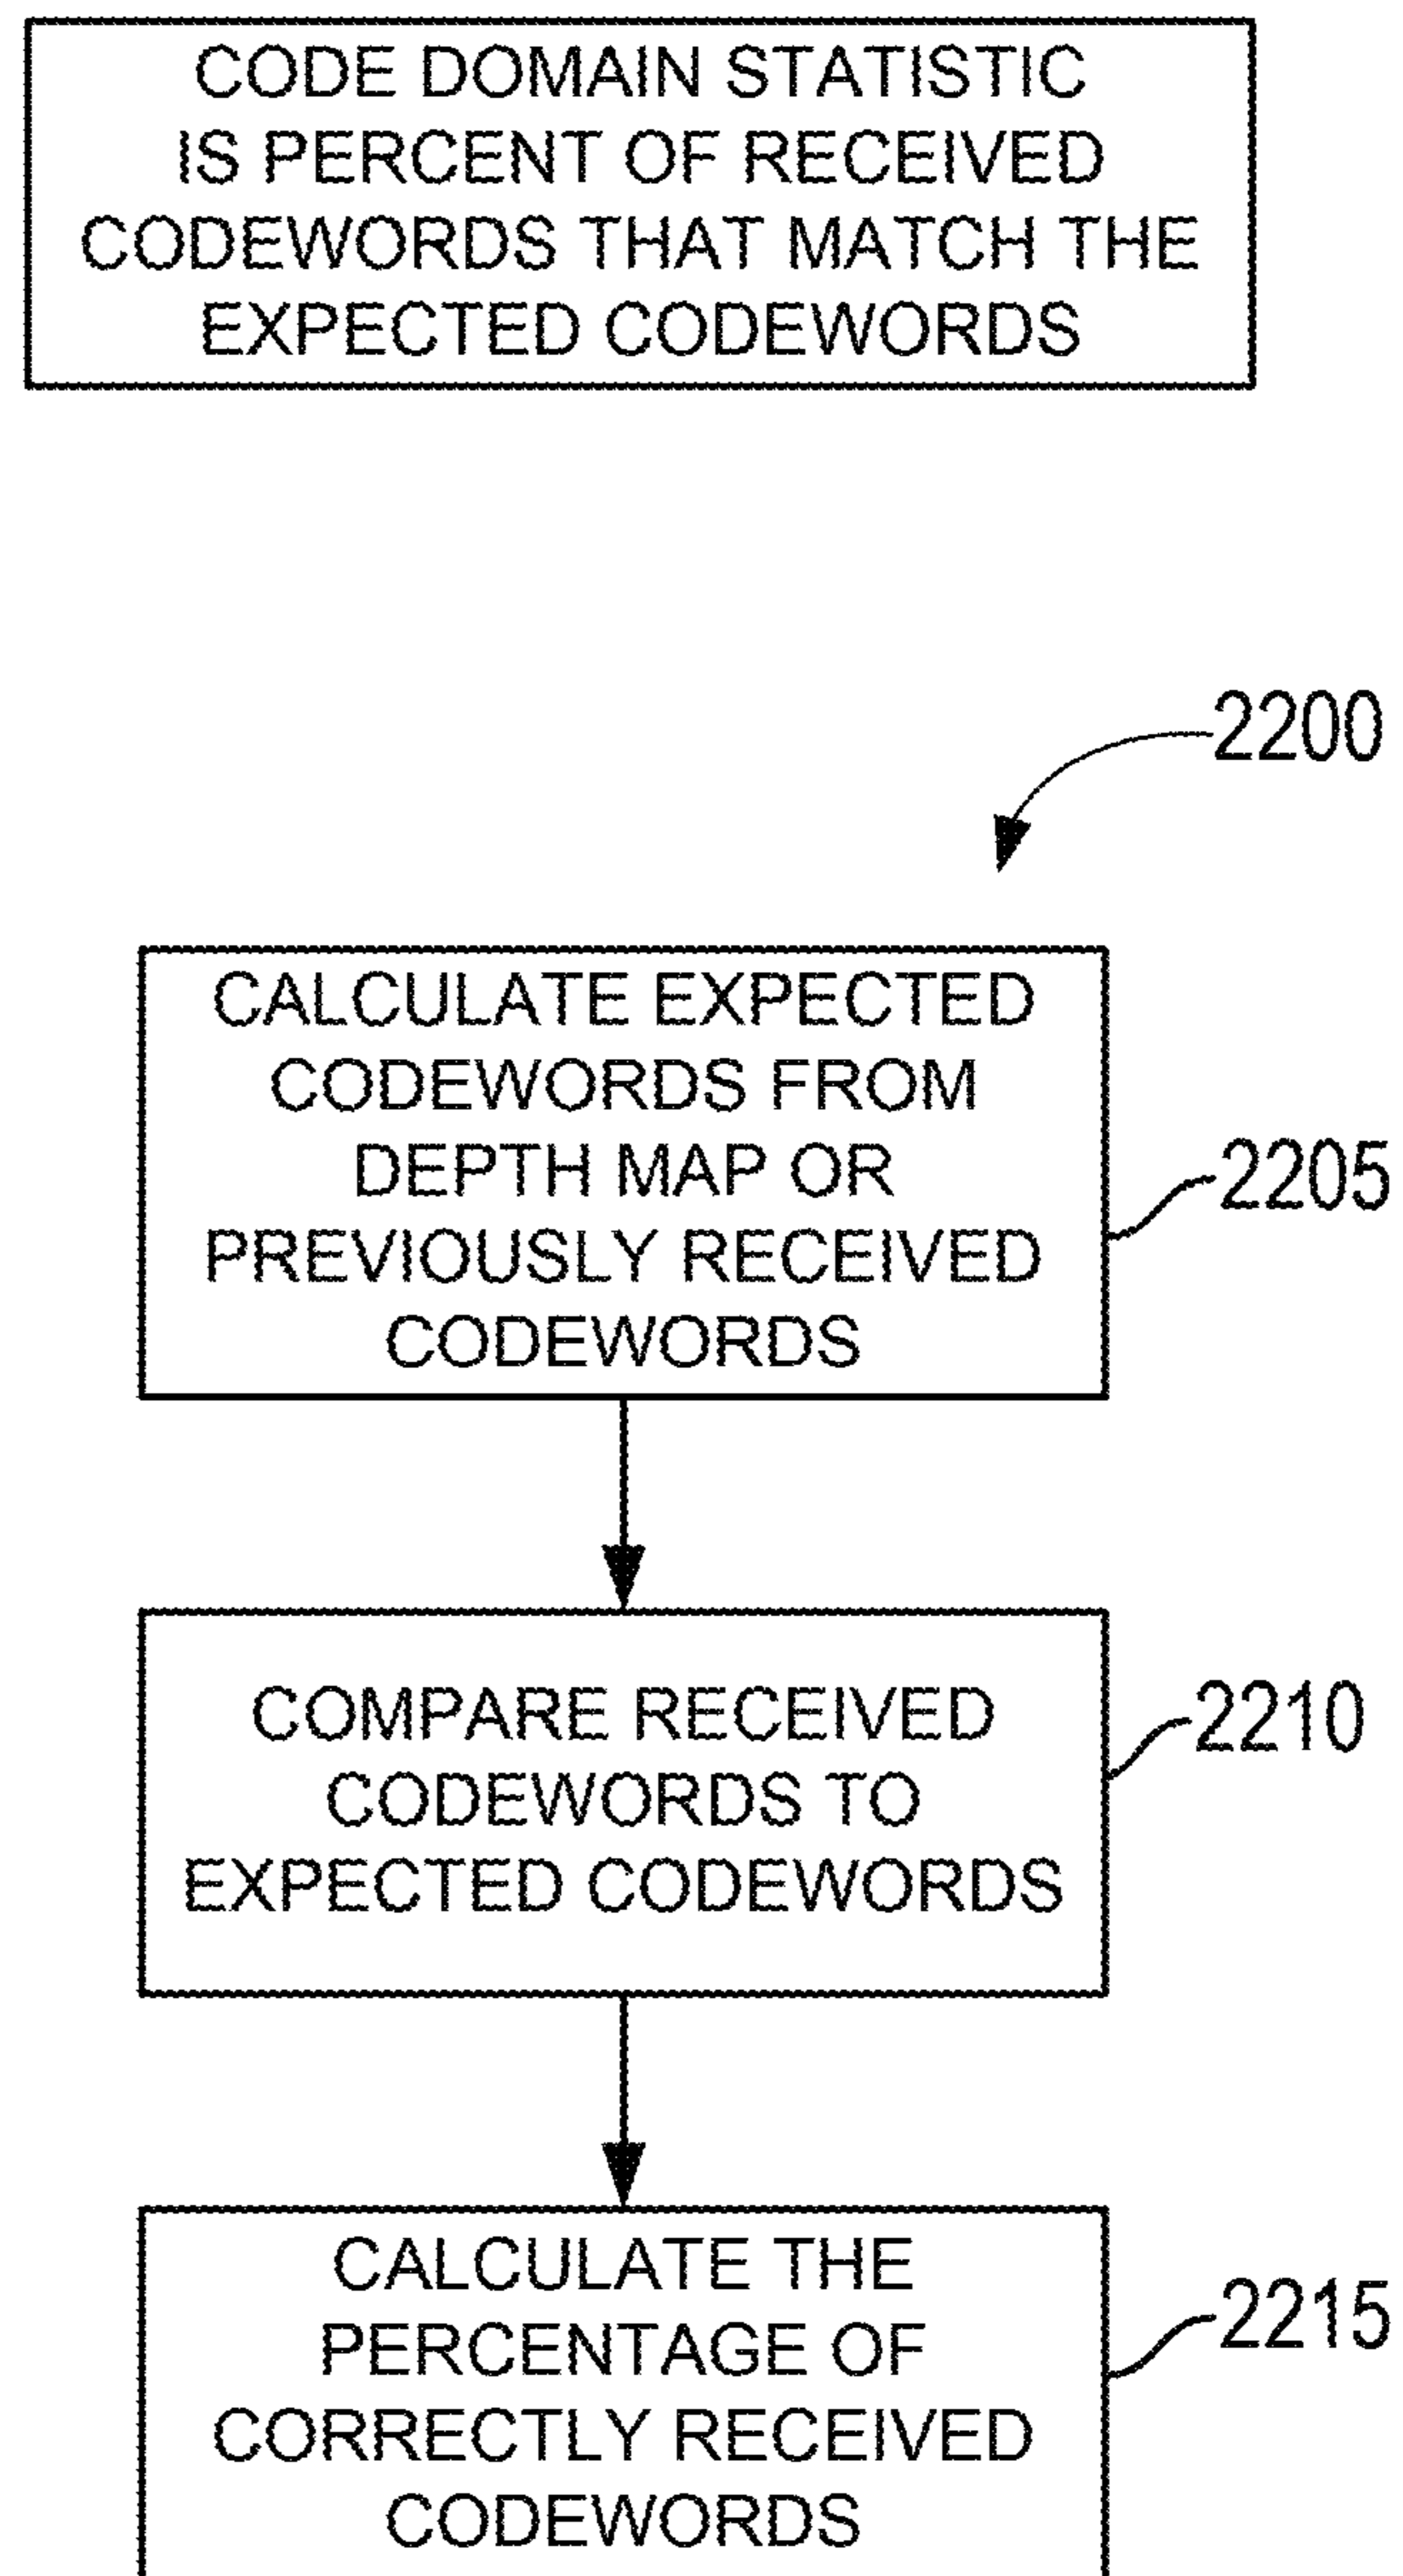 CODE DOMAIN STATISTIC
IS PERCENT OF RECEIVED
CODEWORDS THAT MATCH THE
EXPECTED CODEWORDS
2200
CALCULATE EXPECTED
CODEWORDS FROM
DEPTH MAP OR
PREVIOUSLY RECEIVED
CODEWORDS
2205
COMPARE RECEIVED
CODEWORDS TO
EXPECTED CODEWORDS
2210
CALCULATE THE
PERCENTAGE OF
CORRECTLY RECEIVED
CODEWORDS
2215